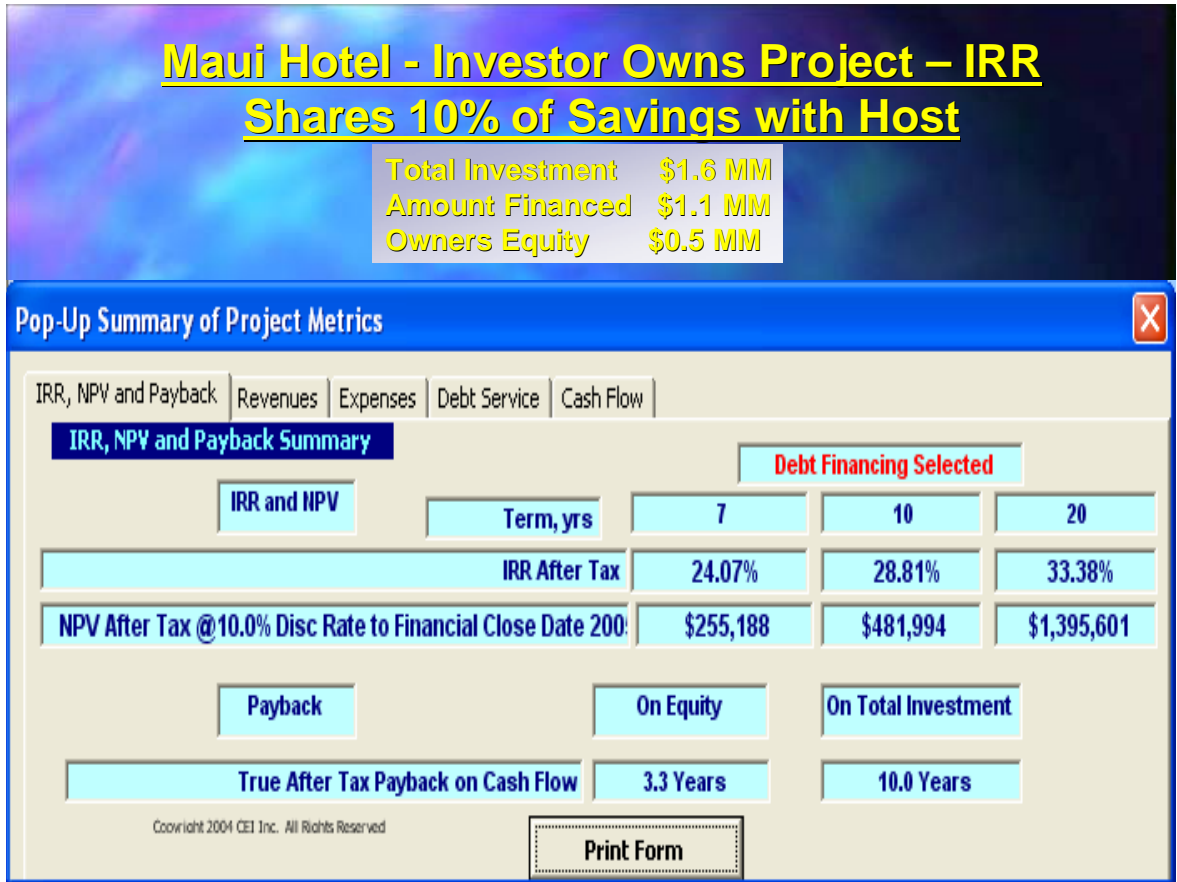 Maui Hotel - Investor Owns Project – IRR
Shares 10% of Savings with Host
Total Investment $1.6 MM
Amount Financed $1.1 MM
Owners Equity $0.5 MM
Pop-Up Summary of Project Metrics
IRR, NPV and Payback Revenues Expenses Debt Service Cash Flow
IRR, NPV and Payback Summary
Debt Financing Selected
IRR and NPV
Term, yrs 7 10 20
IRR After Tax 24.07% 28.81% 33.38%
NPV After Tax @10.0% Disc Rate to Financial Close Date $255,188 $481,994 $1,395,601
Payback On Equity On Total Investment
True After Tax Payback on Cash Flow 3.3 Years 10.0 Years
Copyright 2004 CEI Inc. All Rights Reserved
Print Form